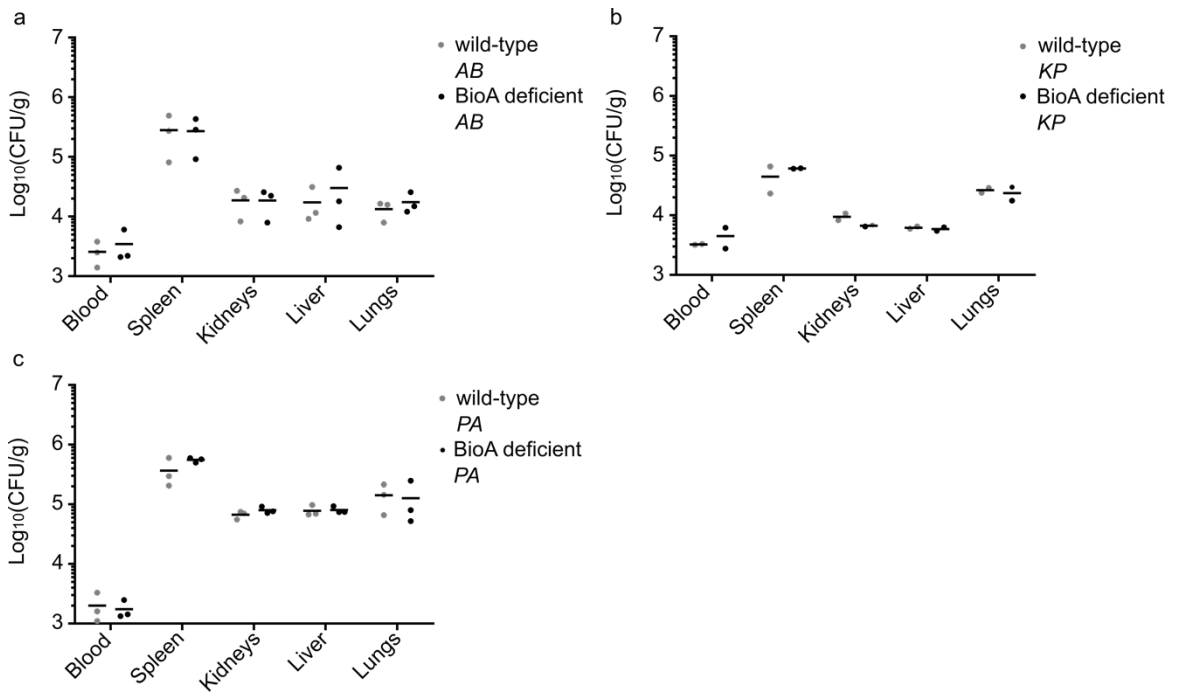 a
7
6
5
4
3
Log10(CFU/g)
Blood
Spleen
Kidneys
Liver
Lungs
wild-type
AB
BioA deficient
AB
b
7
6
5
4
3
Log10(CFU/g)
Blood
Spleen
Kidneys
Liver
Lungs
wild-type
KP
BioA deficient
KP
c
7
6
5
4
3
Log10(CFU/g)
Blood
Spleen
Kidneys
Liver
Lungs
wild-type
PA
BioA deficient
PA